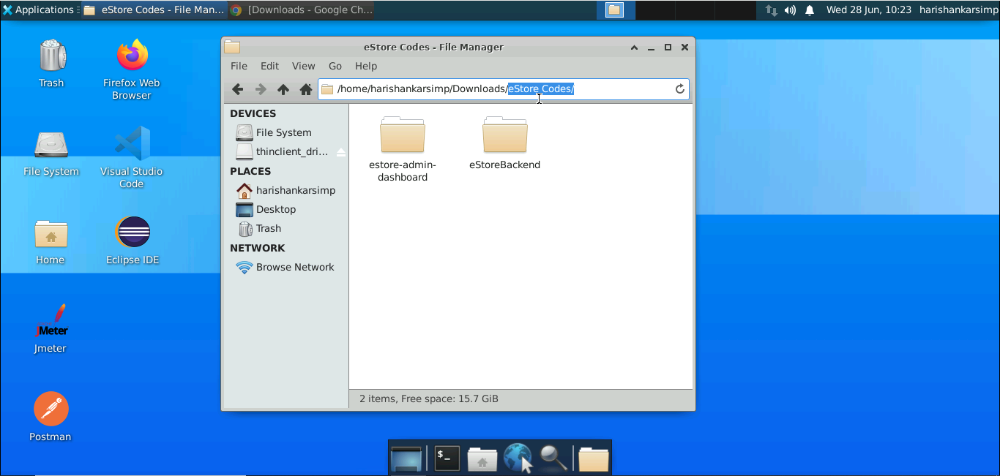 Applications
eStore Codes - File Man...
[Downloads - Google Ch...
Wed 28 Jun, 10:23
harishankarsimp
Trash
Firefox Web
Browser
File System
Visual Studio
Code
Home
Eclipse IDE
JMeter
Jmeter
Postman
eStore Codes - File Manager
File Edit View Go Help
/home/harishankarsimp/Downloads/eStore Codes/
DEVICES
File System
thinclient_dri...
PLACES
harishankarsimp
Desktop
Trash
NETWORK
Browse Network
estore-admin-
dashboard
eStoreBackend
2 items, Free space: 15.7 GiB
$_